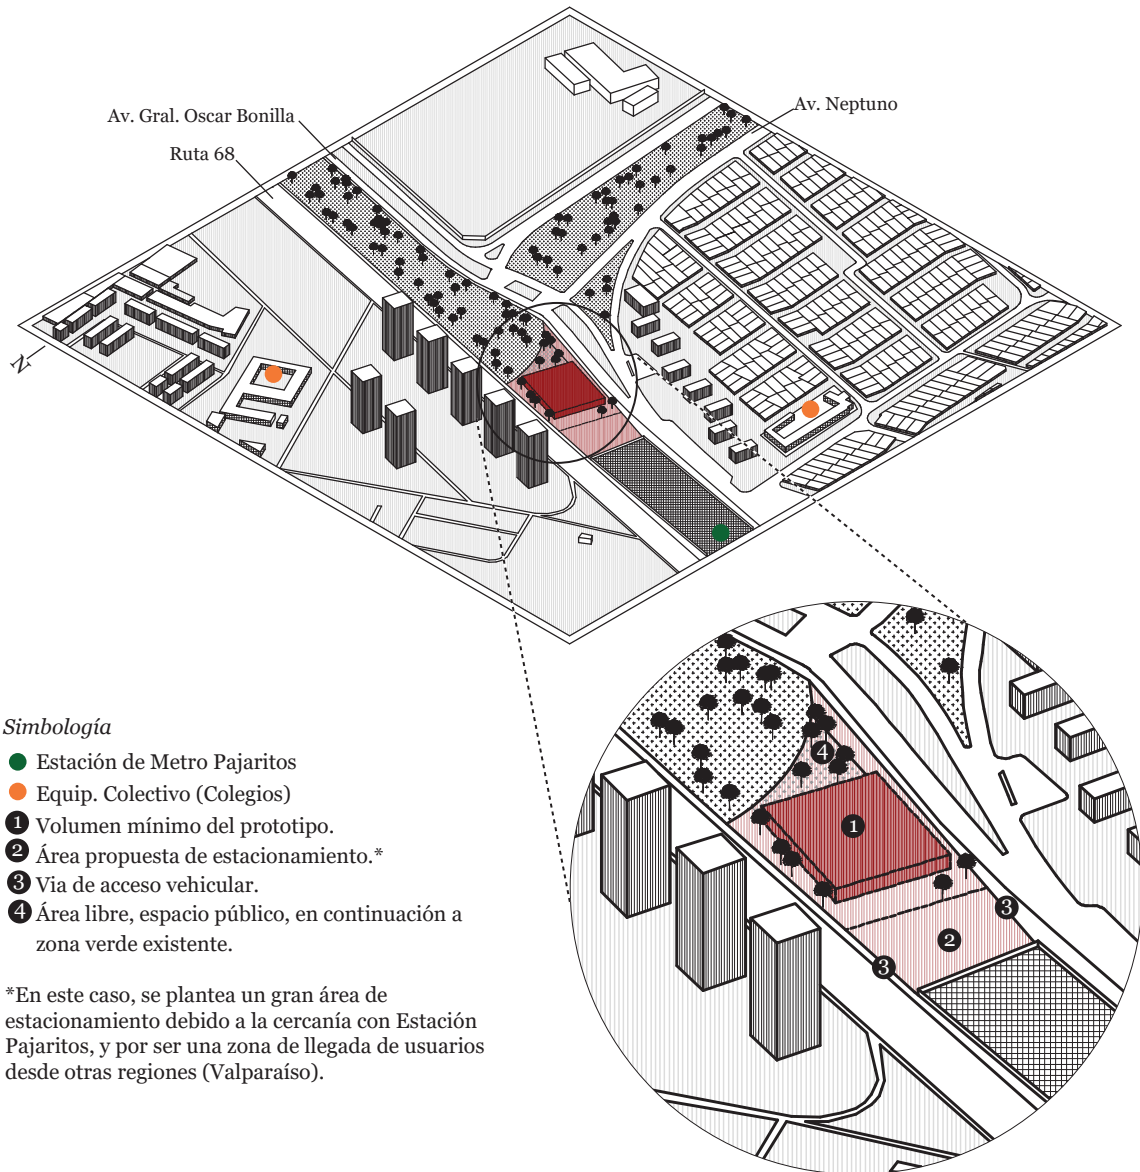 Av. Gral. Oscar Bonilla
Av. Neptuno
Ruta 68
N
4
1
3
2
3
Simbología
Estación de Metro Pajaritos
Equip. Colectivo (Colegios)
1 Volumen mínimo del prototipo.
2 Área propuesta de estacionamiento.*
3 Via de acceso vehicular.
4 Área libre, espacio público, en continuación a
zona verde existente.
*En este caso, se plantea un gran área de
estacionamiento debido a la cercanía con Estación
Pajaritos, y por ser una zona de llegada de usuarios
desde otras regiones (Valparaíso).